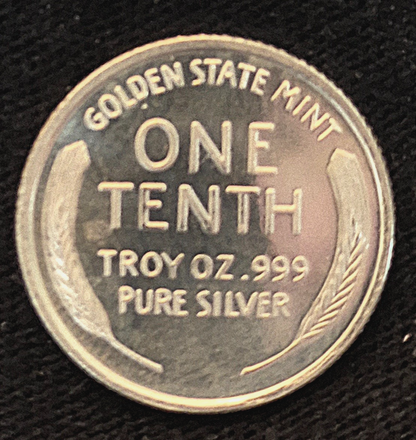 GOLDEN STATE MINT
ONE
TENTH
TROY OZ .999
PURE SILVER